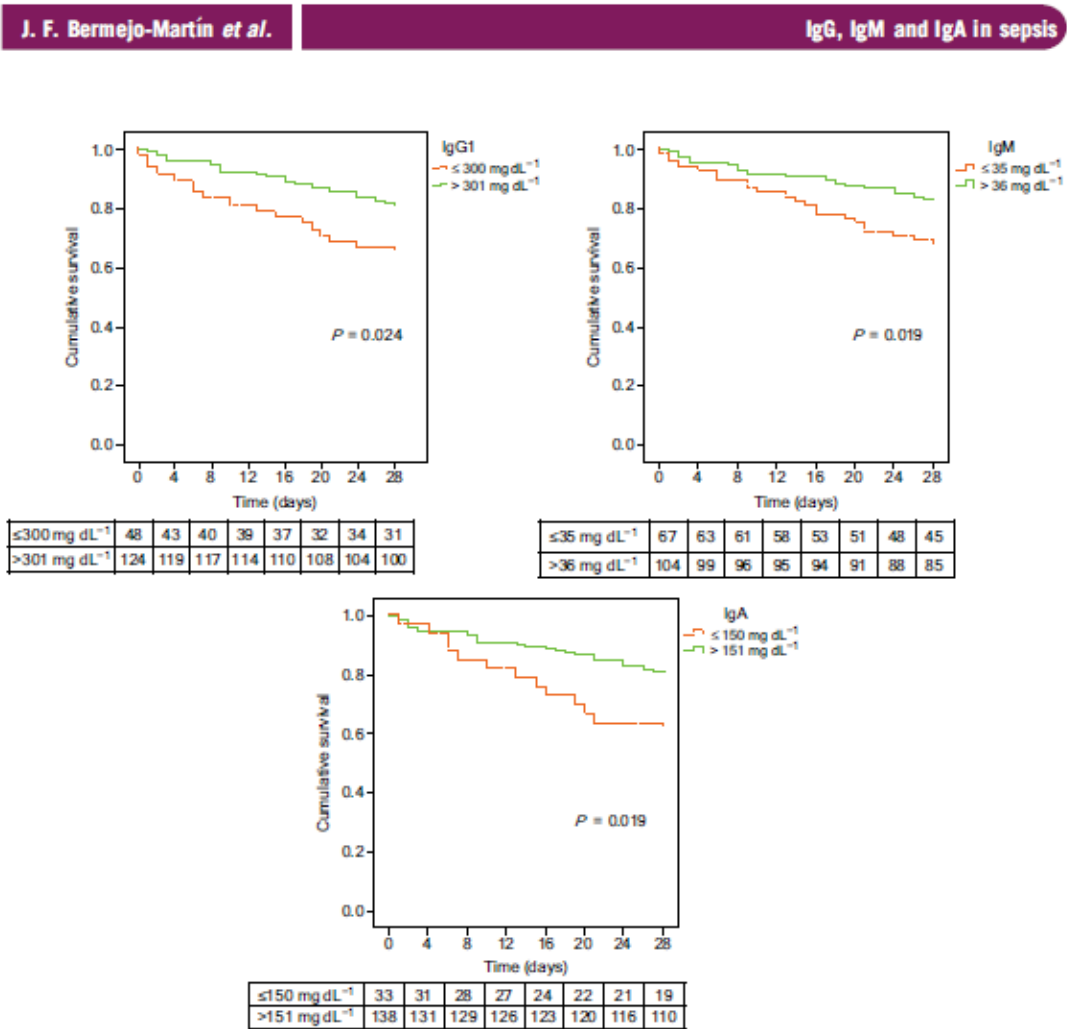 J. F. Bermejo-Martín et al.
IgG, IgM and IgA in sepsis
IgG1
≤ 300 mg dL⁻¹
> 301 mg dL⁻¹
Cumulative survival
1.0
0.8
0.6
0.4
0.2
0.0
P = 0.024
0 4 8 12 16 20 24 28
Time (days)
≤300 mg dL⁻¹ 48 43 40 39 37 32 34 31
>301 mg dL⁻¹ 124 119 117 114 110 108 104 100
IgM
≤ 35 mg dL⁻¹
> 36 mg dL⁻¹
Cumulative survival
1.0
0.8
0.6
0.4
0.2
0.0
P = 0.019
0 4 8 12 16 20 24 28
Time (days)
≤35 mg dL⁻¹ 67 63 61 58 53 51 48 45
>36 mg dL⁻¹ 104 99 96 95 94 91 88 85
IgA
≤ 150 mg dL⁻¹
> 151 mg dL⁻¹
Cumulative survival
1.0
0.8
0.6
0.4
0.2
0.0
P = 0.019
0 4 8 12 16 20 24 28
Time (days)
≤150 mg dL⁻¹ 33 31 28 27 24 22 21 19
>151 mg dL⁻¹ 138 131 129 126 123 120 116 110